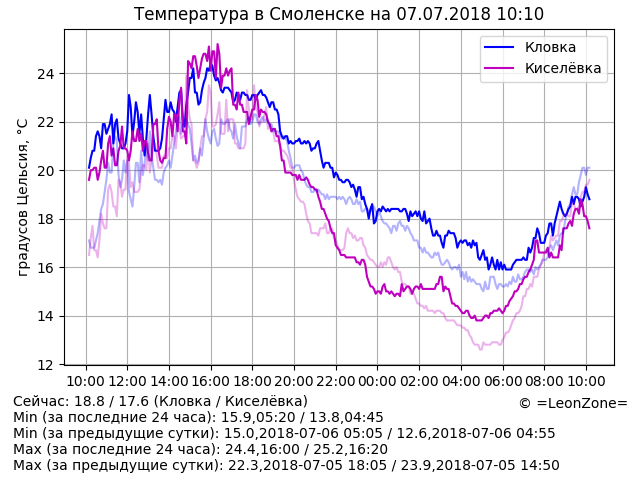 Температура в Смоленске на 07.07.2018 10:10
Кловка
Киселёвка
градусов Цельсия, °C
24
22
20
18
16
14
12
10:00 12:00 14:00 16:00 18:00 20:00 22:00 00:00 02:00 04:00 06:00 08:00 10:00
Сейчас: 18.8 / 17.6 (Кловка / Киселёвка)
© =LeonZone=
Min (за последние 24 часа): 15.9,05:20 / 13.8,04:45
Min (за предыдущие сутки): 15.0,2018-07-06 05:05 / 12.6,2018-07-06 04:55
Max (за последние 24 часа): 24.4,16:00 / 25.2,16:20
Max (за предыдущие сутки): 22.3,2018-07-05 18:05 / 23.9,2018-07-05 14:50